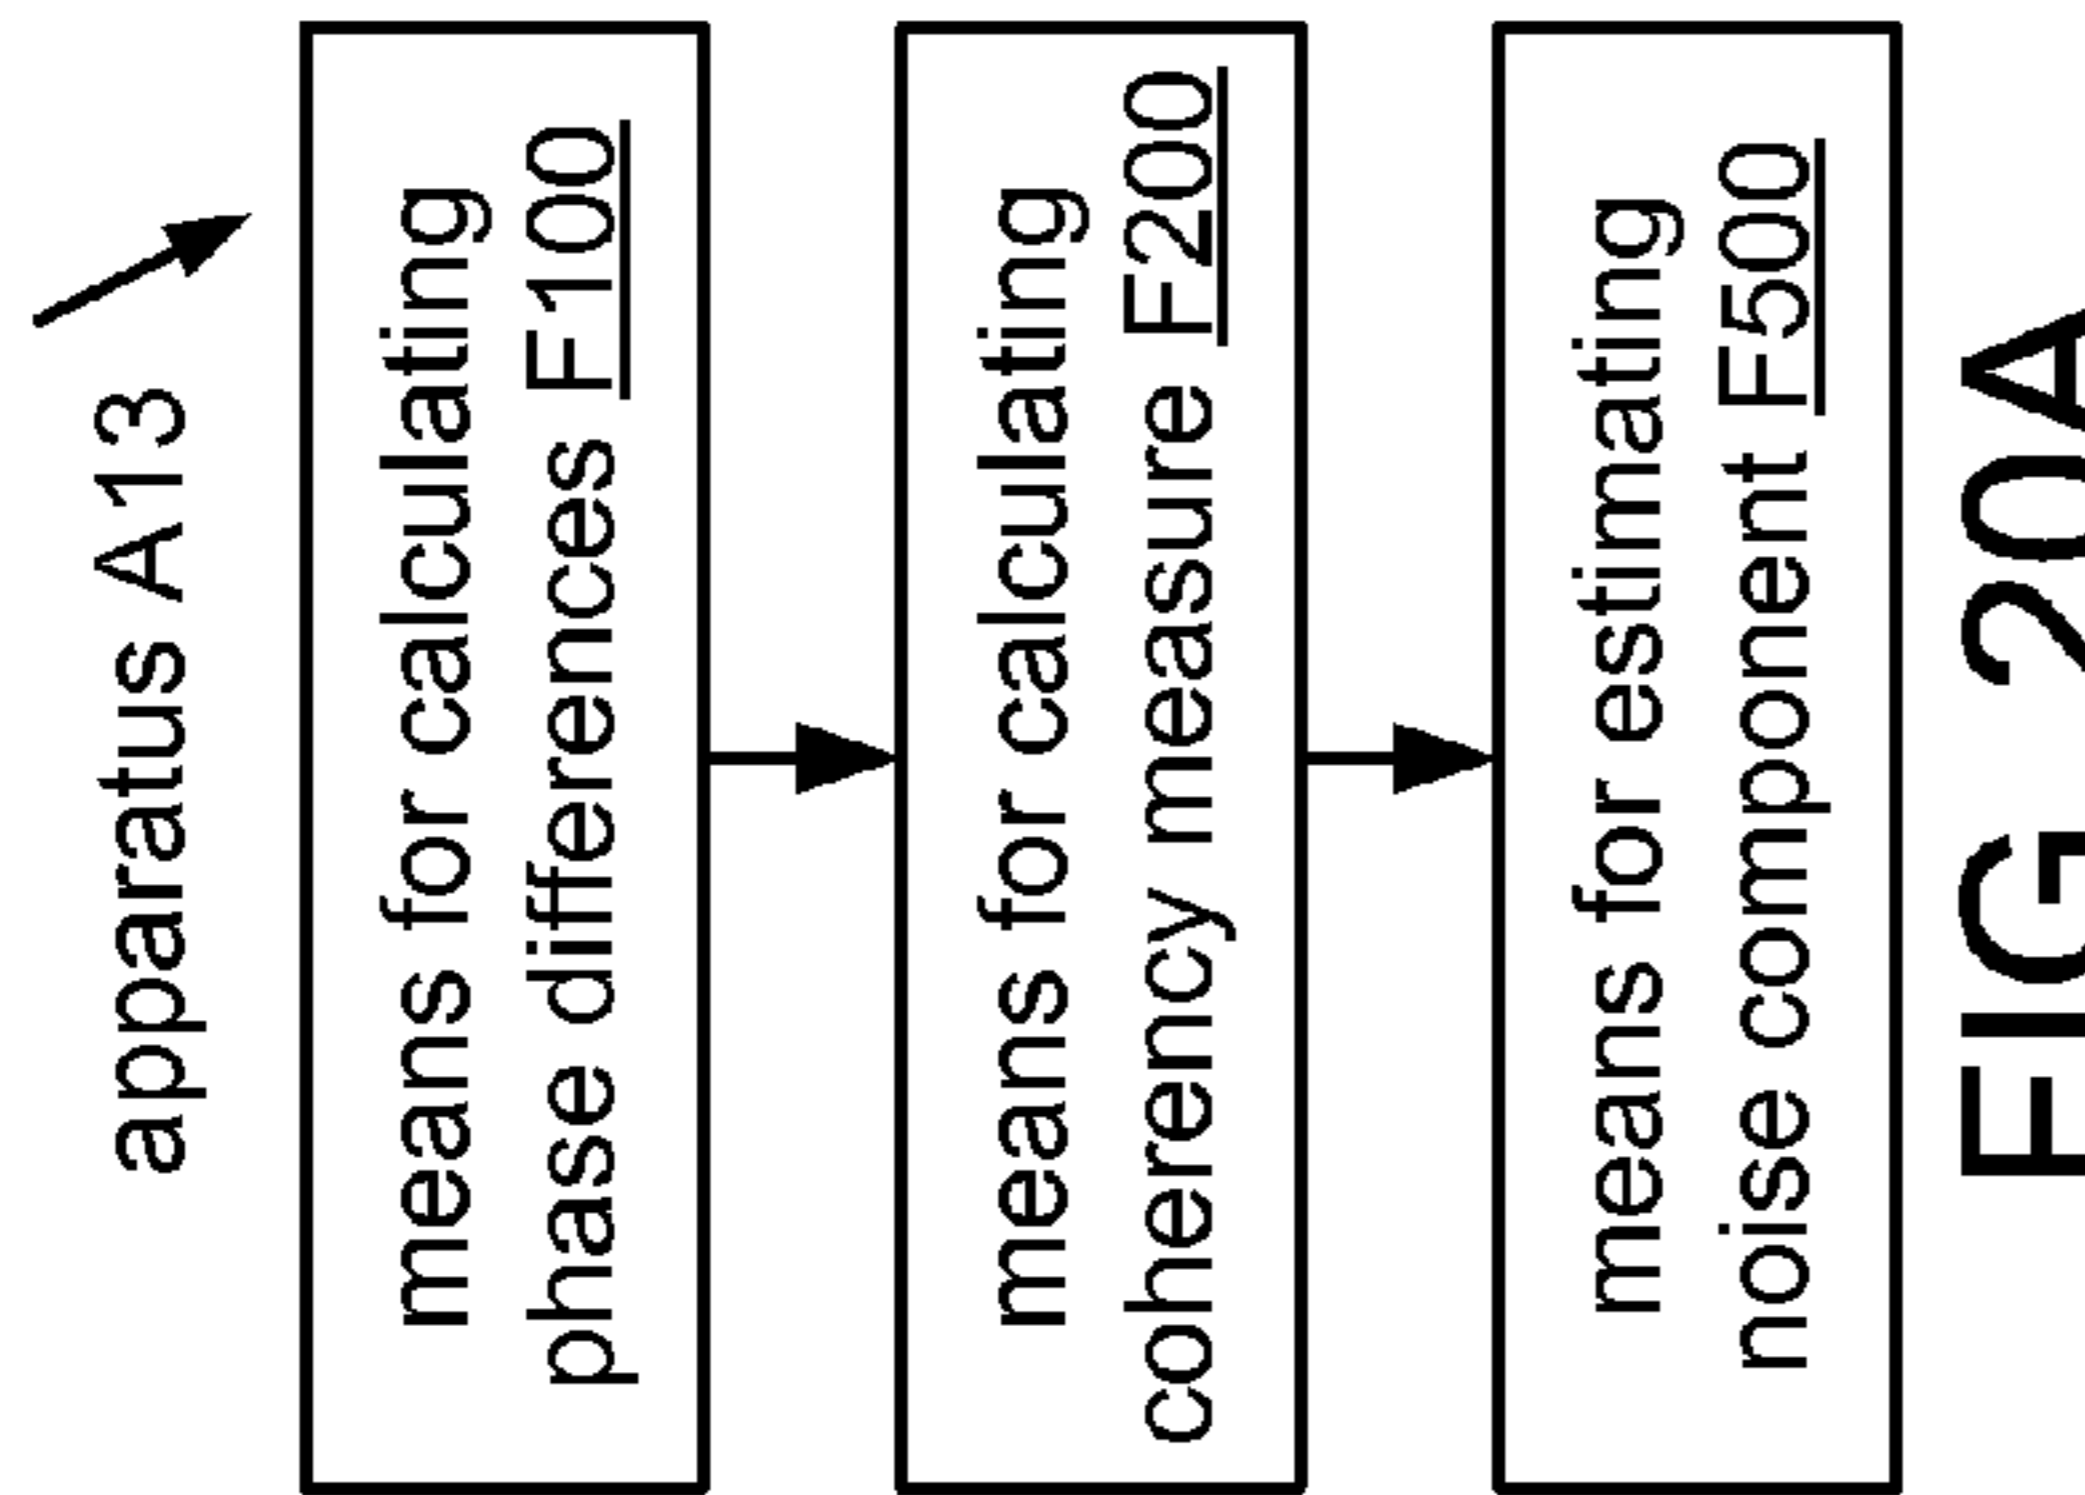 apparatus A13
means for calculating
phase differences F100
means for calculating
coherency measure F200
means for estimating
noise component F500
FIG 20A